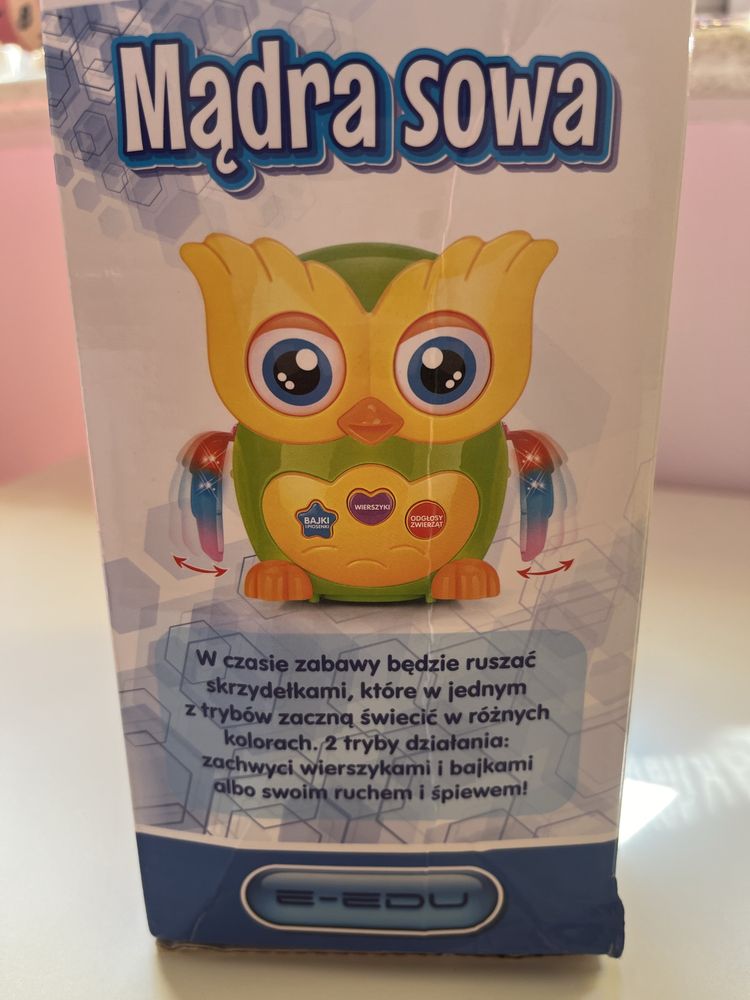 Mądra sowa
BAJKI
I PIOSENKI
WIERSZYKI
ODGŁOSY
ZWIERZĄT
W czasie zabawy będzie ruszać
skrzydełkami, które w jednym
z trybów zaczną świecić w różnych
kolorach. 2 tryby działania:
zachwyci wierszykami i bajkami
albo swoim ruchem i śpiewem!
E-EDU